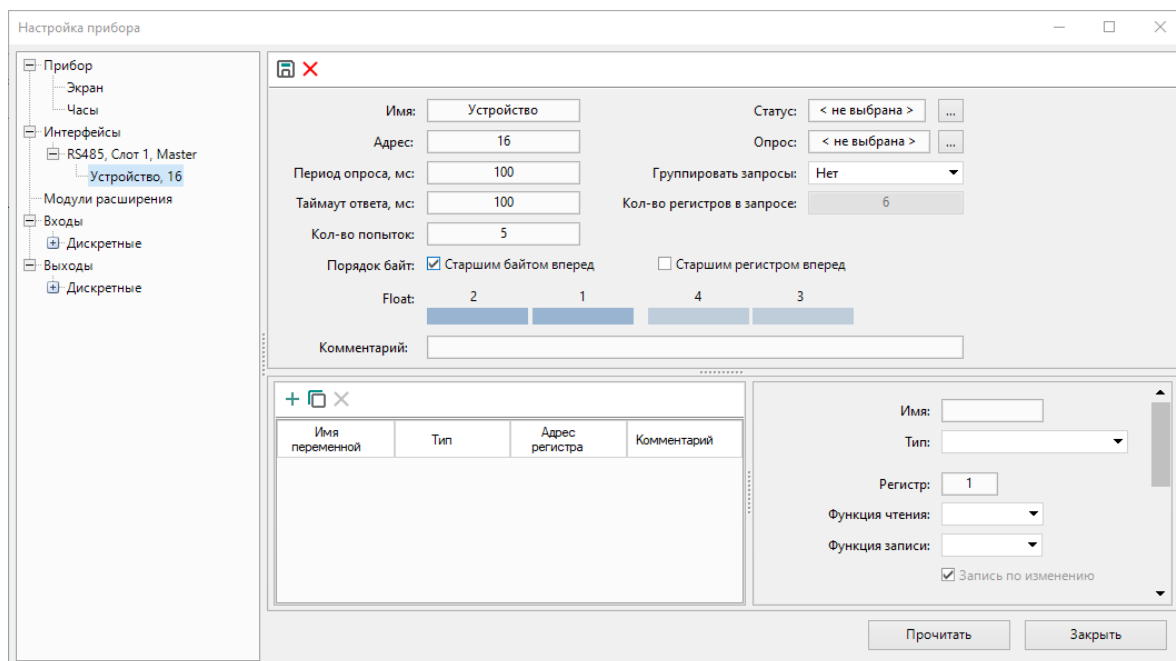 Настройка прибора
Прибор
Экран
Часы
Интерфейсы
RS485, Слот 1, Master
Устройство, 16
Модули расширения
Входы
Дискретные
Выходы
Дискретные
Имя: Устройство Статус: < не выбрана > ...
Адрес: 16 Опрос: < не выбрана > ...
Период опроса, мс: 100 Группировать запросы: Нет
Таймаут ответа, мс: 100 Кол-во регистров в запросе: 6
Кол-во попыток: 5
Порядок байт: Старшим байтом вперед Старшим регистром вперед
Float: 2 1 4 3
Комментарий:
Имя переменной Тип Адрес регистра Комментарий
Имя:
Тип:
Регистр: 1
Функция чтения:
Функция записи:
Запись по изменению
Прочитать Закрыть